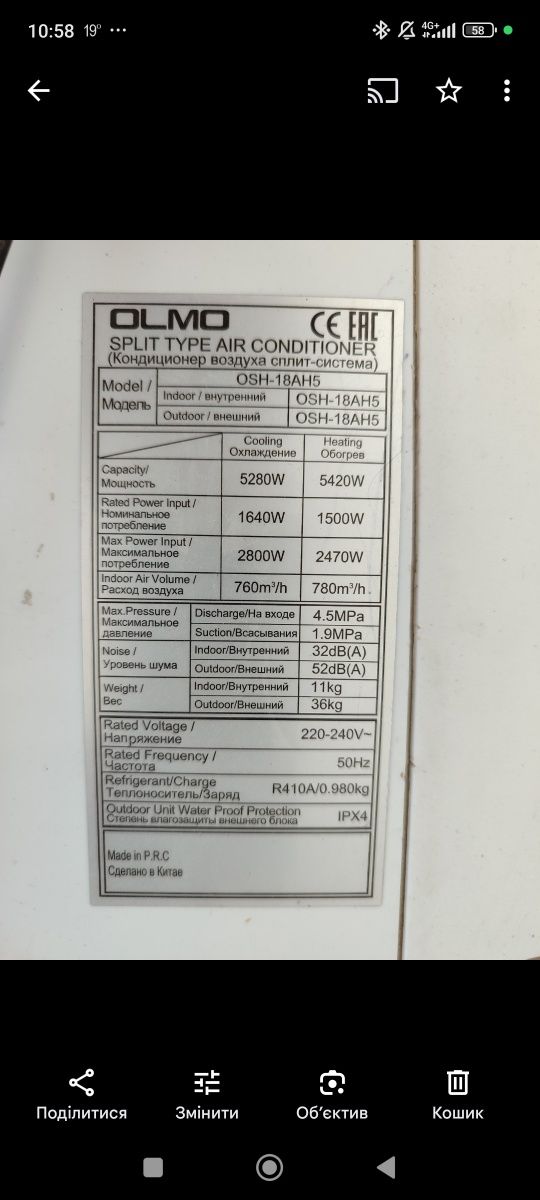 10:58 19° ···
4G+
58
OLMO CE EAC
SPLIT TYPE AIR CONDITIONER
(Кондиционер воздуха сплит-система)
Model /
Модель
OSH-18AH5
Indoor / внутренний OSH-18AH5
Outdoor / внешний OSH-18AH5
Cooling
Охлаждение
Heating
Обогрев
Capacity/
Мощность
5280W 5420W
Rated Power Input /
Номинальное
потребление
1640W 1500W
Max Power Input /
Максимальное
потребление
2800W 2470W
Indoor Air Volume /
Расход воздуха
760m³/h 780m³/h
Max.Pressure /
Максимальное
давление
Discharge/На входе 4.5MPa
Suction/Всасывания 1.9MPa
Noise /
Уровень шума
Indoor/Внутренний 32dB(A)
Outdoor/Внешний 52dB(A)
Weight /
Вес
Indoor/Внутренний 11kg
Outdoor/Внешний 36kg
Rated Voltage /
Напряжение
220-240V~
Rated Frequency /
Частота
50Hz
Refrigerant/Charge
Теплоноситель/Заряд
R410A/0.980kg
Outdoor Unit Water Proof Protection
Степень влагозащиты внешнего блока
IPX4
Made in P.R.C
Сделано в Китае
Поділитися Змінити Об'єктив Кошик